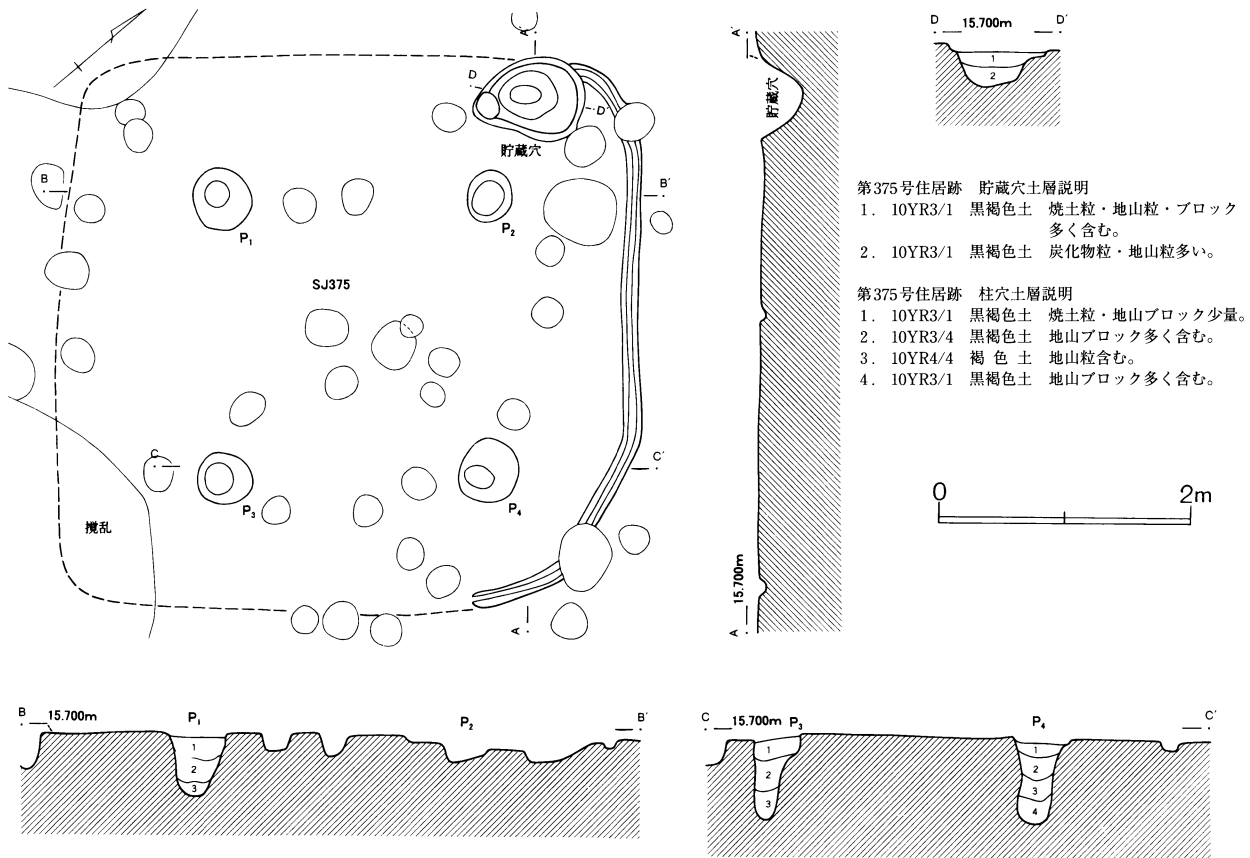 A′
D
D′
貯蔵穴
B
B′
P₁
P₂
SJ375
C
C′
P₃
P₄
攪乱
A
A′
貯蔵穴
15.700m
A
D 15.700m D′
1
2
第375号住居跡 貯蔵穴土層説明
1. 10YR3/1 黒褐色土 焼土粒・地山粒・ブロック
多く含む。
2. 10YR3/1 黒褐色土 炭化物粒・地山粒多い。
第375号住居跡 柱穴土層説明
1. 10YR3/1 黒褐色土 焼土粒・地山ブロック少量。
2. 10YR3/4 黒褐色土 地山ブロック多く含む。
3. 10YR4/4 褐色土 地山粒含む。
4. 10YR3/1 黒褐色土 地山ブロック多く含む。
0 2m
B 15.700m P₁ P₂ B′
1
2
3
C 15.700m P₃ P₄ C′
1
2
3
1
2
3
4